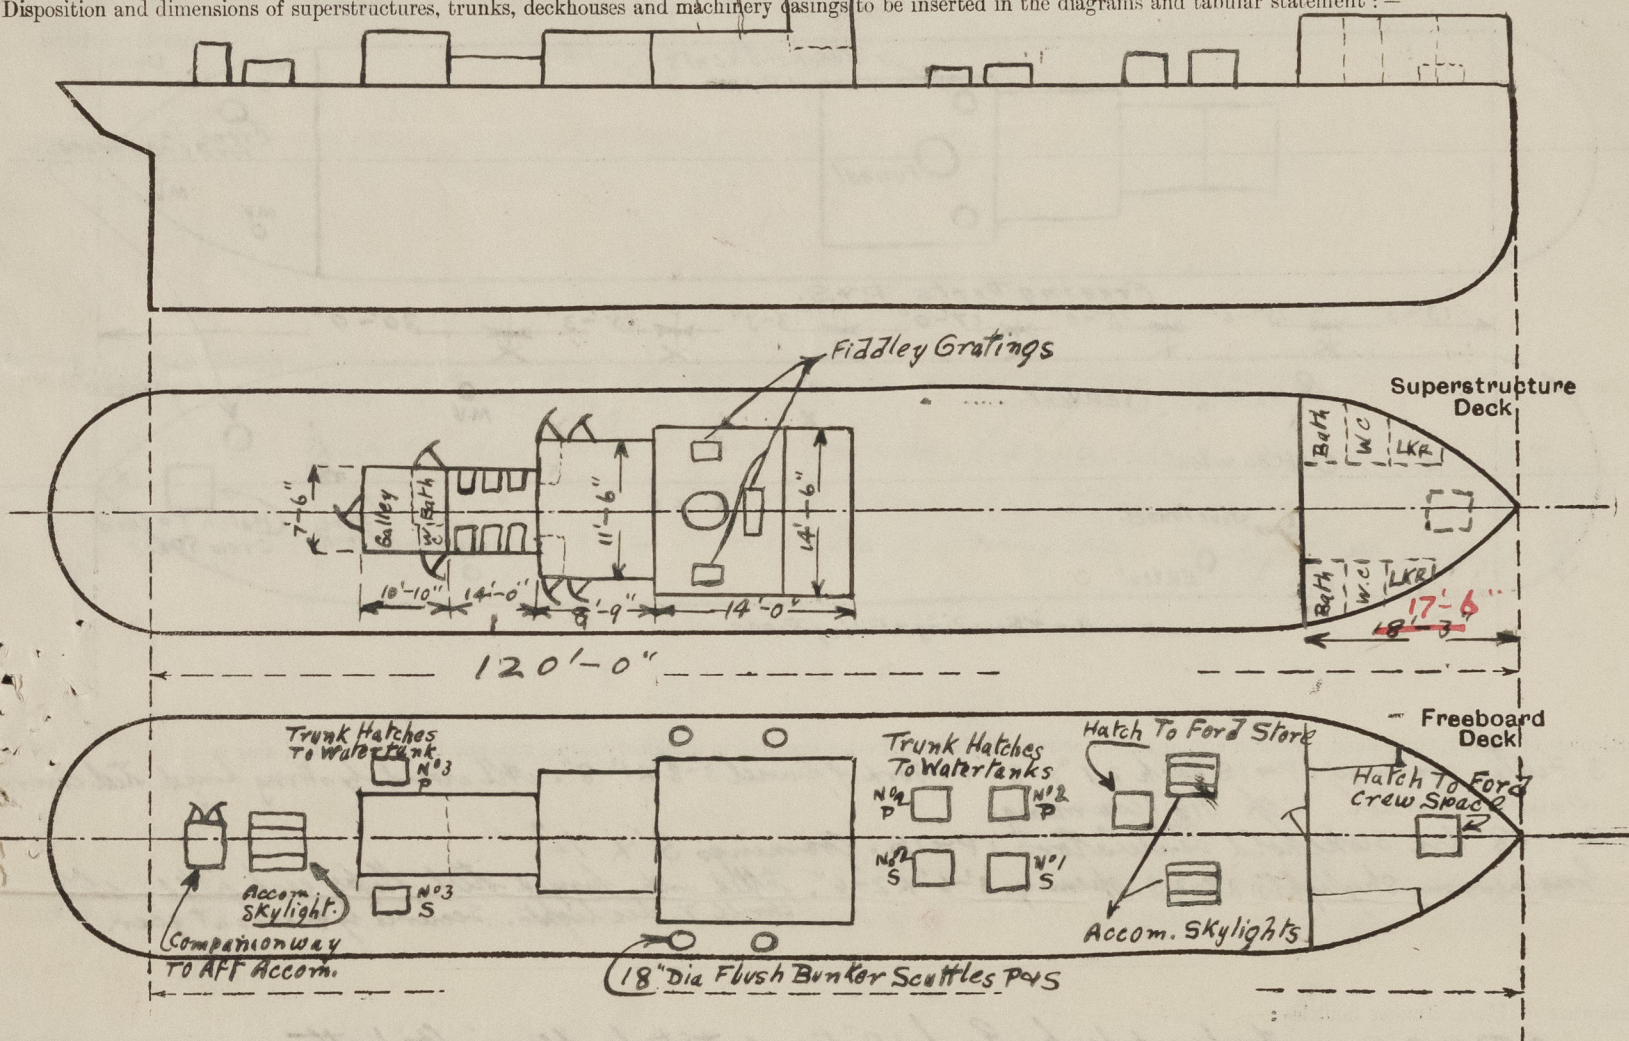 Disposition and dimensions of superstructures, trunks, deckhouses and machinery casings to be inserted in the diagrams and tabular statement :—
Fiddley Gratings
Superstructure
Deck
Bath
W C
LKR
7'-6"
Galley
Bath
W.C
11'-6"
14'-6"
Bath
W.C
LKR
10'-10"
14'-0"
9'-9"
14'-0"
17'-6"
18'-3"
120'-0"
Freeboard
Deck
Trunk Hatches
To Watertank
Nº3
P
Trunk Hatches
To Watertanks
Hatch To Ford Store
Hatch To Ford
Crew Space
P
Nº2
P
Nº2
S
Nº1
S
Nº3
S
Accom.
Skylight.
Companionway
To Aft Accom.
Accom. Skylights
18" Dia Flush Bunker Scuttles P&S